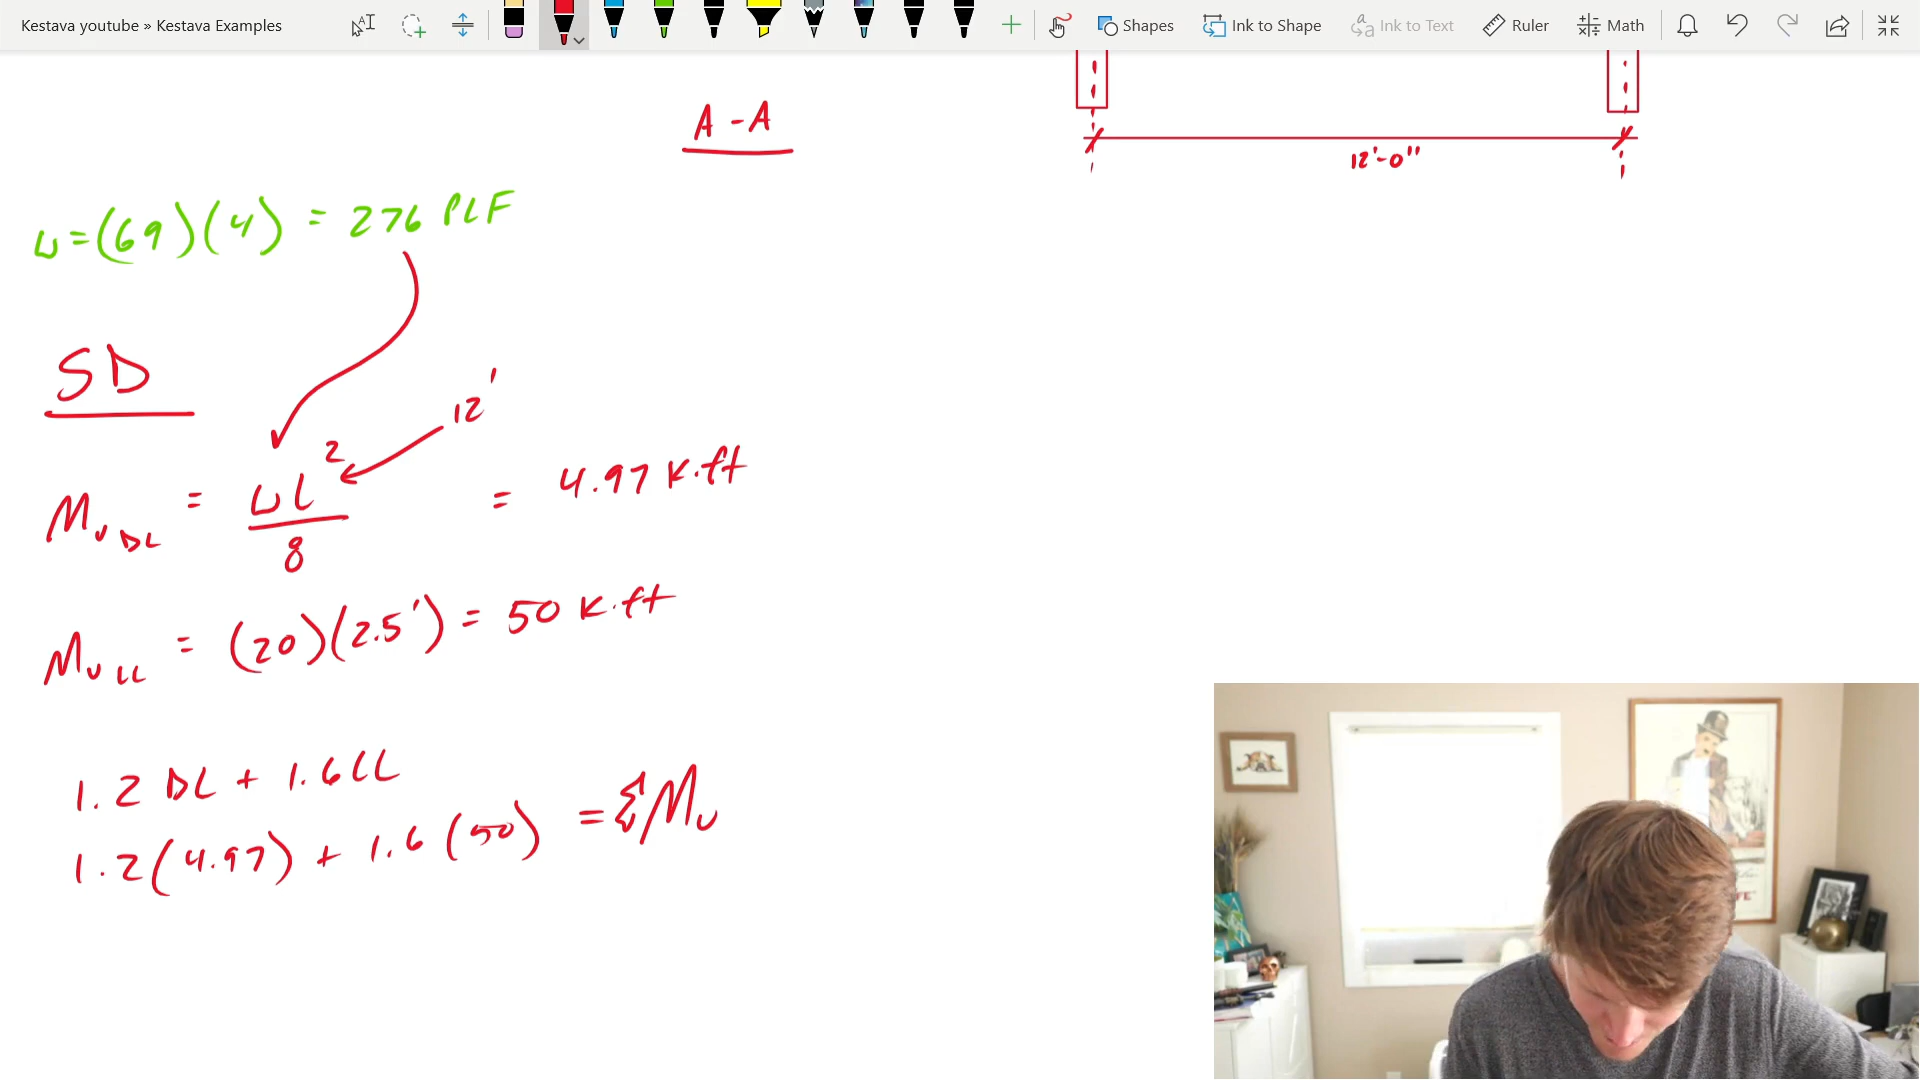 Kestava youtube » Kestava Examples
Shapes
Ink to Shape
Ink to Text
Ruler
Math
A-A
12'-0"
w=(69)(4) = 276 PLF
SD
12'
Mu DL = wL² / 8 = 4.97 K.ft
Mu LL = (20)(2.5') = 50 K.ft
1.2 DL + 1.6 LL
1.2(4.97) + 1.6(50) = ΣMu